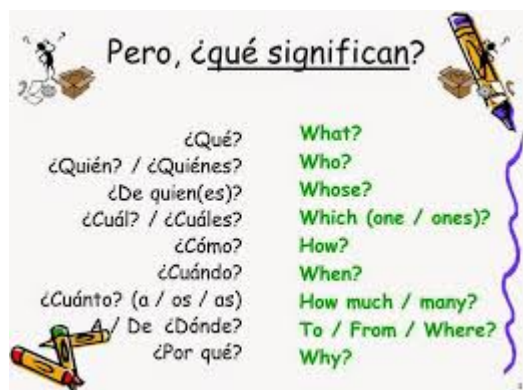 Pero, ¿qué significan?
¿Qué? What?
¿Quién? / ¿Quiénes? Who?
¿De quien(es)? Whose?
¿Cuál? / ¿Cuáles? Which (one / ones)?
¿Cómo? How?
¿Cuándo? When?
¿Cuánto? (a / os / as) How much / many?
/ De ¿Dónde? To / From / Where?
¿Por qué? Why?